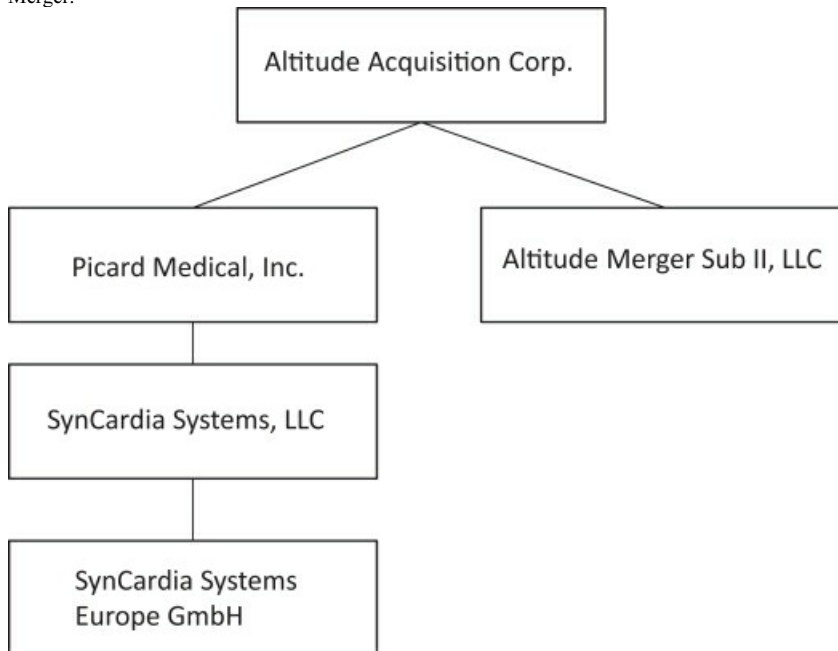 Merger.
Altitude Acquisition Corp.
Picard Medical, Inc.
Altitude Merger Sub II, LLC
SynCardia Systems, LLC
SynCardia Systems
Europe GmbH